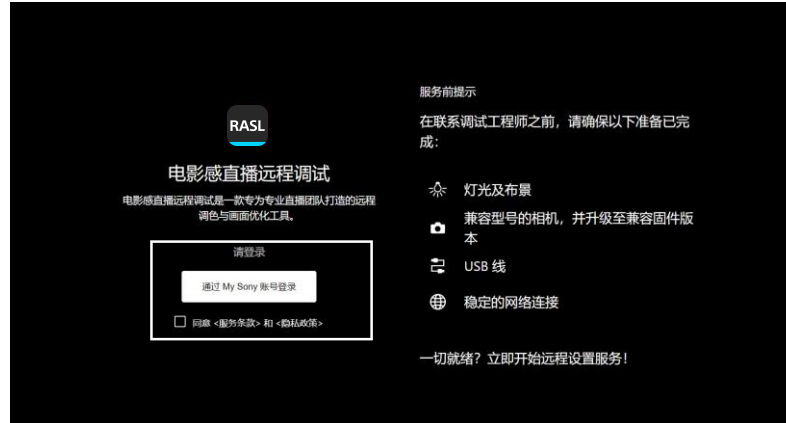 RASL
电影感直播远程调试
电影感直播远程调试是一款专为专业直播团队打造的远程
调色与画面优化工具。
请登录
通过 My Sony 账号登录
同意 <服务条款> 和 <隐私政策>
服务前提示
在联系调试工程师之前，请确保以下准备已完
成：
灯光及布景
兼容型号的相机，并升级至兼容固件版
本
USB 线
稳定的网络连接
一切就绪？立即开始远程设置服务！